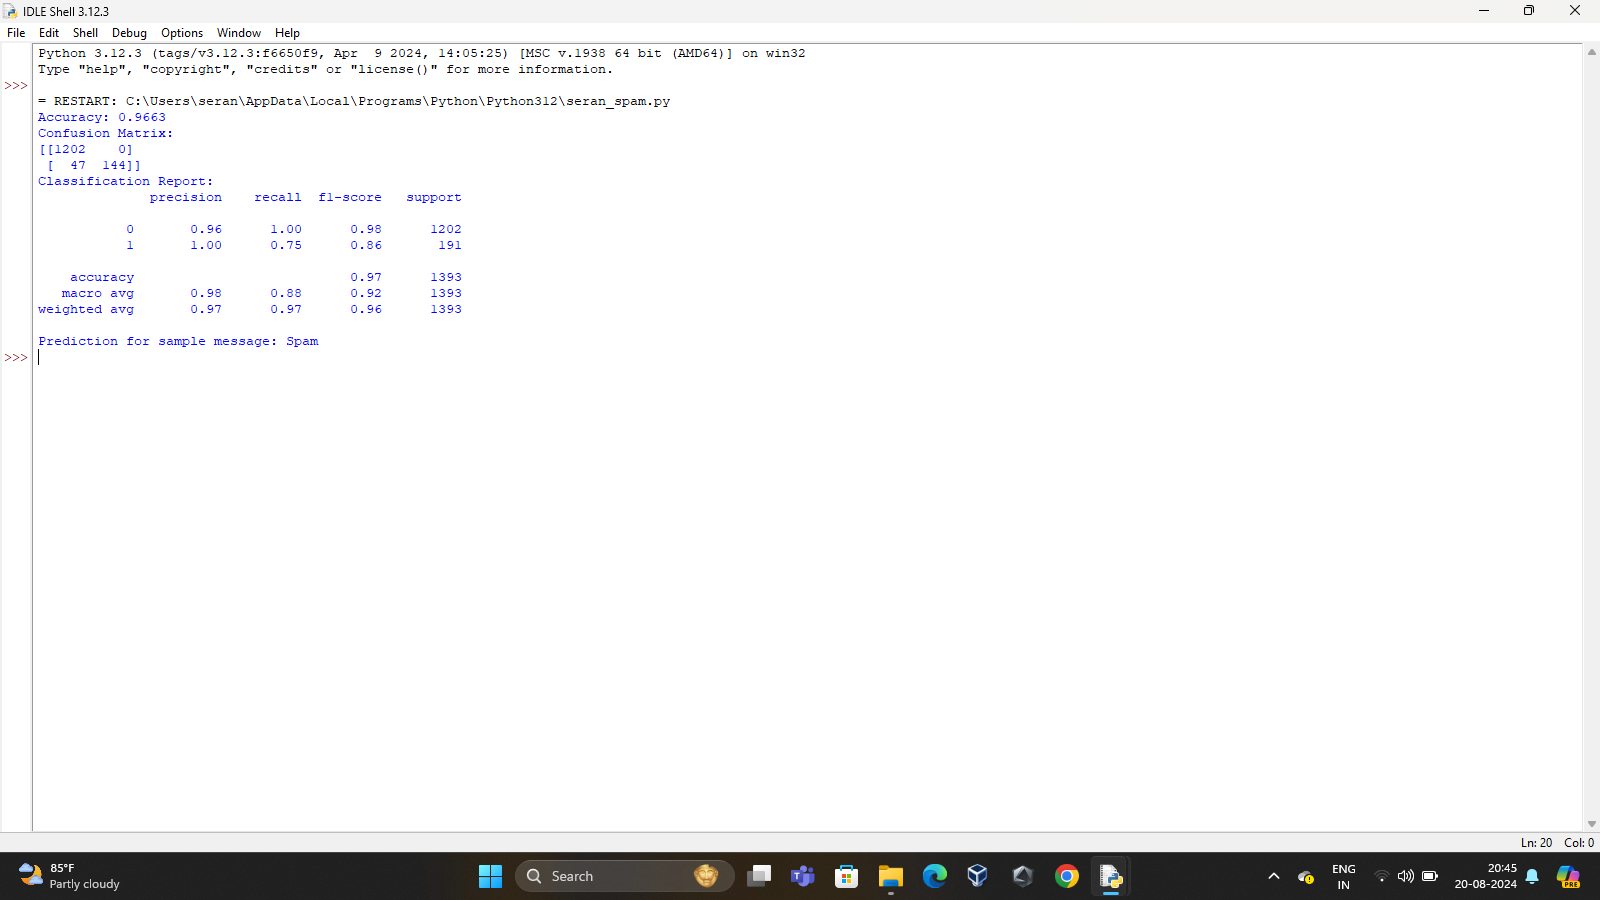 IDLE Shell 3.12.3
File Edit Shell Debug Options Window Help
Python 3.12.3 (tags/v3.12.3:f6650f9, Apr  9 2024, 14:05:25) [MSC v.1938 64 bit (AMD64)] on win32
Type "help", "copyright", "credits" or "license()" for more information.
>>>
= RESTART: C:\Users\seran\AppData\Local\Programs\Python\Python312\seran_spam.py
Accuracy: 0.9663
Confusion Matrix:
[[1202    0]
 [  47  144]]
Classification Report:
              precision    recall  f1-score   support
           0       0.96      1.00      0.98      1202
           1       1.00      0.75      0.86       191
    accuracy                           0.97      1393
   macro avg       0.98      0.88      0.92      1393
weighted avg       0.97      0.97      0.96      1393
Prediction for sample message: Spam
>>>
Ln: 20 Col: 0
85°F
Partly cloudy
Search
ENG
IN
20:45
20-08-2024
PRE